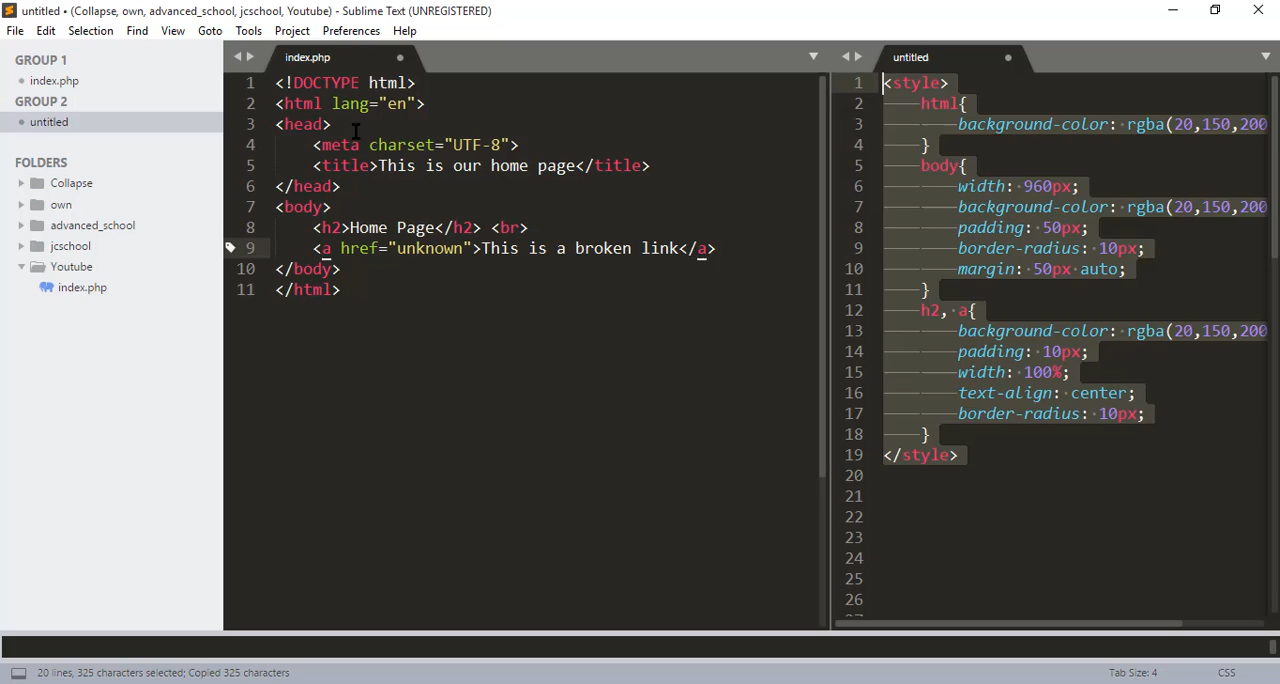 untitled • (Collapse, own, advanced_school, jcschool, Youtube) - Sublime Text (UNREGISTERED)
File Edit Selection Find View Goto Tools Project Preferences Help
GROUP 1
index.php
GROUP 2
untitled
FOLDERS
Collapse
own
advanced_school
jcschool
Youtube
index.php
index.php
1 <!DOCTYPE html>
2 <html lang="en">
3 <head>
4 <meta charset="UTF-8">
5 <title>This is our home page</title>
6 </head>
7 <body>
8 <h2>Home Page</h2> <br>
9 <a href="unknown">This is a broken link</a>
10 </body>
11 </html>
untitled
1 <style>
2 html{
3 background-color: rgba(20,150,200
4 }
5 body{
6 width: 960px;
7 background-color: rgba(20,150,200
8 padding: 50px;
9 border-radius: 10px;
10 margin: 50px auto;
11 }
12 h2, a{
13 background-color: rgba(20,150,200
14 padding: 10px;
15 width: 100%;
16 text-align: center;
17 border-radius: 10px;
18 }
19 </style>
20
21
22
23
24
25
26
20 lines, 325 characters selected; Copied 325 characters
Tab Size: 4
CSS